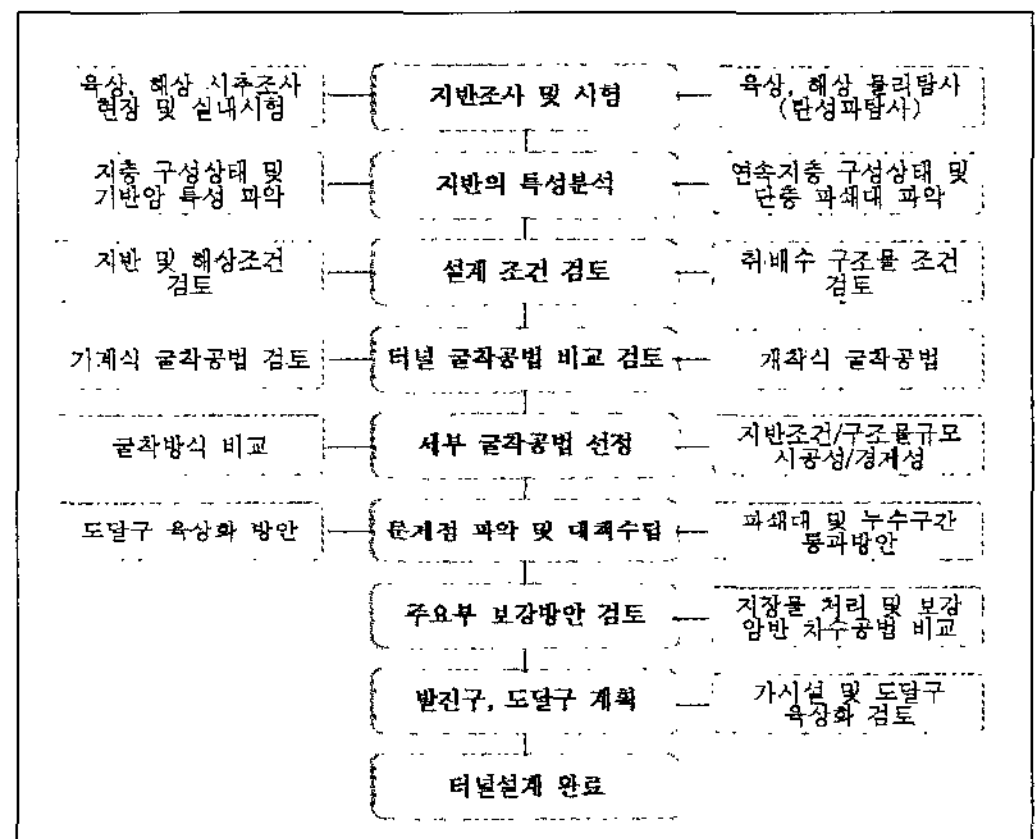 육상, 해상 시추조사
현장 및 실내시험
지반조사 및 시험
육상, 해상 물리탐사
(탄성파탐사)
지층 구성상태 및
기반암 특성 파악
지반의 특성분석
연속지층 구성상태 및
단층 파쇄대 파악
지반 및 해상조건
검토
설계 조건 검토
취배수 구조물 조건
검토
기계식 굴착공법 검토
터널 굴착공법 비교 검토
개착식 굴착공법
굴착방식 비교
세부 굴착공법 선정
지반조건/구조물규모
시공성/경제성
도달구 육상화 방안
문제점 파악 및 대책수립
파쇄대 및 누수구간
통과방안
주요부 보강방안 검토
지장물 처리 및 보강
암반 차수공법 비교
발진구, 도달구 계획
가시설 및 도달구
육상화 검토
터널설계 완료